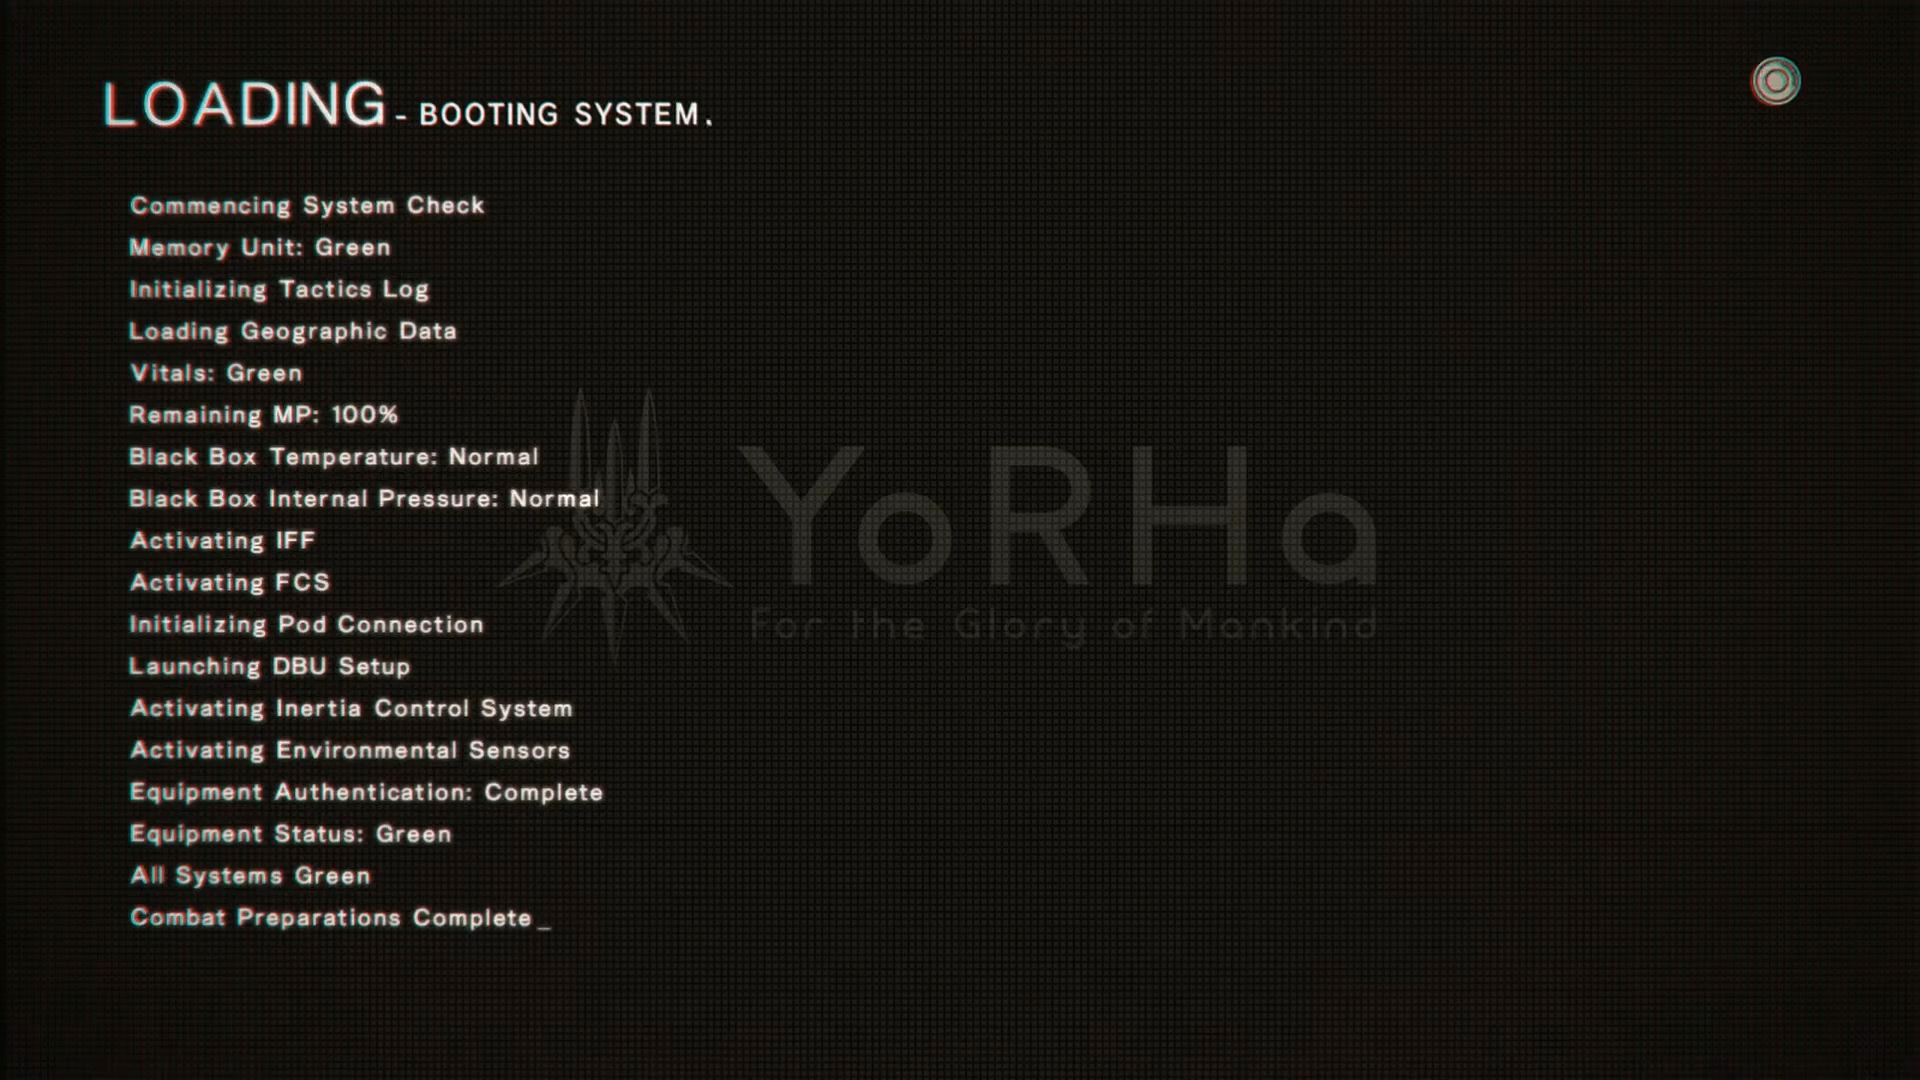 LOADING - BOOTING SYSTEM.
Commencing System Check
Memory Unit: Green
Initializing Tactics Log
Loading Geographic Data
Vitals: Green
Remaining MP: 100%
Black Box Temperature: Normal
Black Box Internal Pressure: Normal
Activating IFF
Activating FCS
Initializing Pod Connection
Launching DBU Setup
Activating Inertia Control System
Activating Environmental Sensors
Equipment Authentication: Complete
Equipment Status: Green
All Systems Green
Combat Preparations Complete _
YoRHa
For the Glory of Mankind